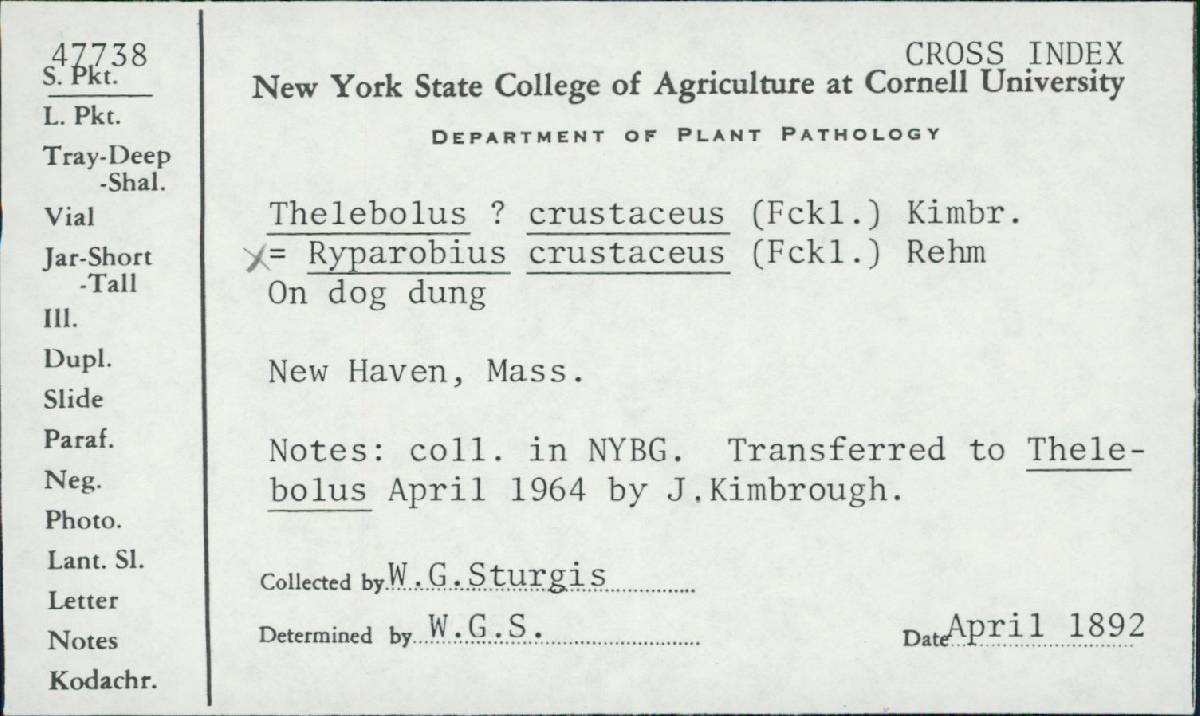 47738
S. Pkt.
L. Pkt.
Tray-Deep
-Shal.
Vial
Jar-Short
-Tall
Ill.
Dupl.
Slide
Paraf.
Neg.
Photo.
Lant. Sl.
Letter
Notes
Kodachr.
CROSS INDEX
New York State College of Agriculture at Cornell University
DEPARTMENT OF PLANT PATHOLOGY
Thelebolus ? crustaceus (Fckl.) Kimbr.
X= Ryparobius crustaceus (Fckl.) Rehm
On dog dung
New Haven, Mass.
Notes: coll. in NYBG. Transferred to Thele-
bolus April 1964 by J.Kimbrough.
Collected by W.G.Sturgis
Determined by W.G.S.
Date April 1892